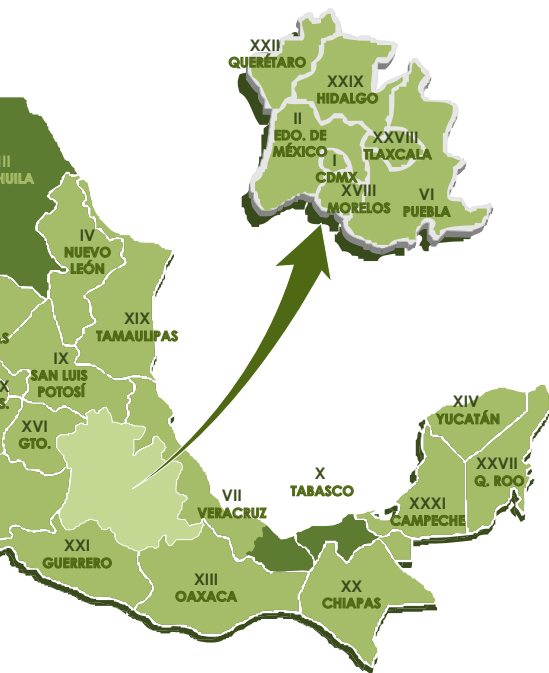 XXII
QUERÉTARO
XXIX
HIDALGO
II
EDO. DE
MÉXICO
XXVIII
TLAXCALA
I
CDMX
XVIII
MORELOS
VI
PUEBLA
III
HUILA
IV
NUEVO
LEÓN
XIX
TAMAULIPAS
AS
IX
SAN LUIS
POTOSÍ
X
S.
XVI
GTO.
XIV
YUCATÁN
XXVII
Q. ROO
XXXI
CAMPECHE
X
TABASCO
VII
VERACRUZ
XXI
GUERRERO
XIII
OAXACA
XX
CHIAPAS